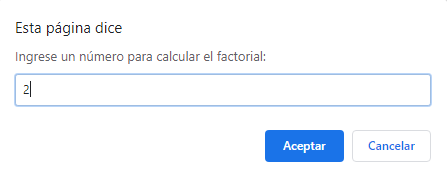 Esta página dice
Ingrese un número para calcular el factorial:
2
Aceptar
Cancelar